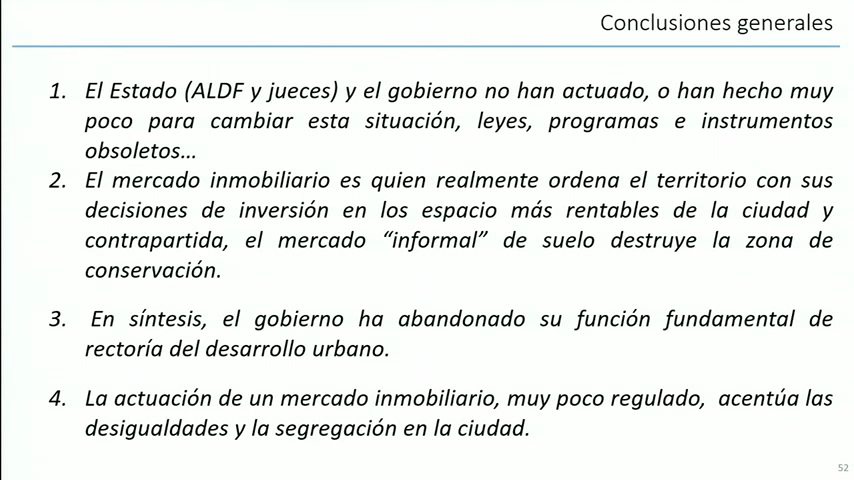 Conclusiones generales
1. El Estado (ALDF y jueces) y el gobierno no han actuado, o han hecho muy
poco para cambiar esta situación, leyes, programas e instrumentos
obsoletos…
2. El mercado inmobiliario es quien realmente ordena el territorio con sus
decisiones de inversión en los espacio más rentables de la ciudad y
contrapartida, el mercado “informal” de suelo destruye la zona de
conservación.
3. En síntesis, el gobierno ha abandonado su función fundamental de
rectoría del desarrollo urbano.
4. La actuación de un mercado inmobiliario, muy poco regulado, acentúa las
desigualdades y la segregación en la ciudad.
52